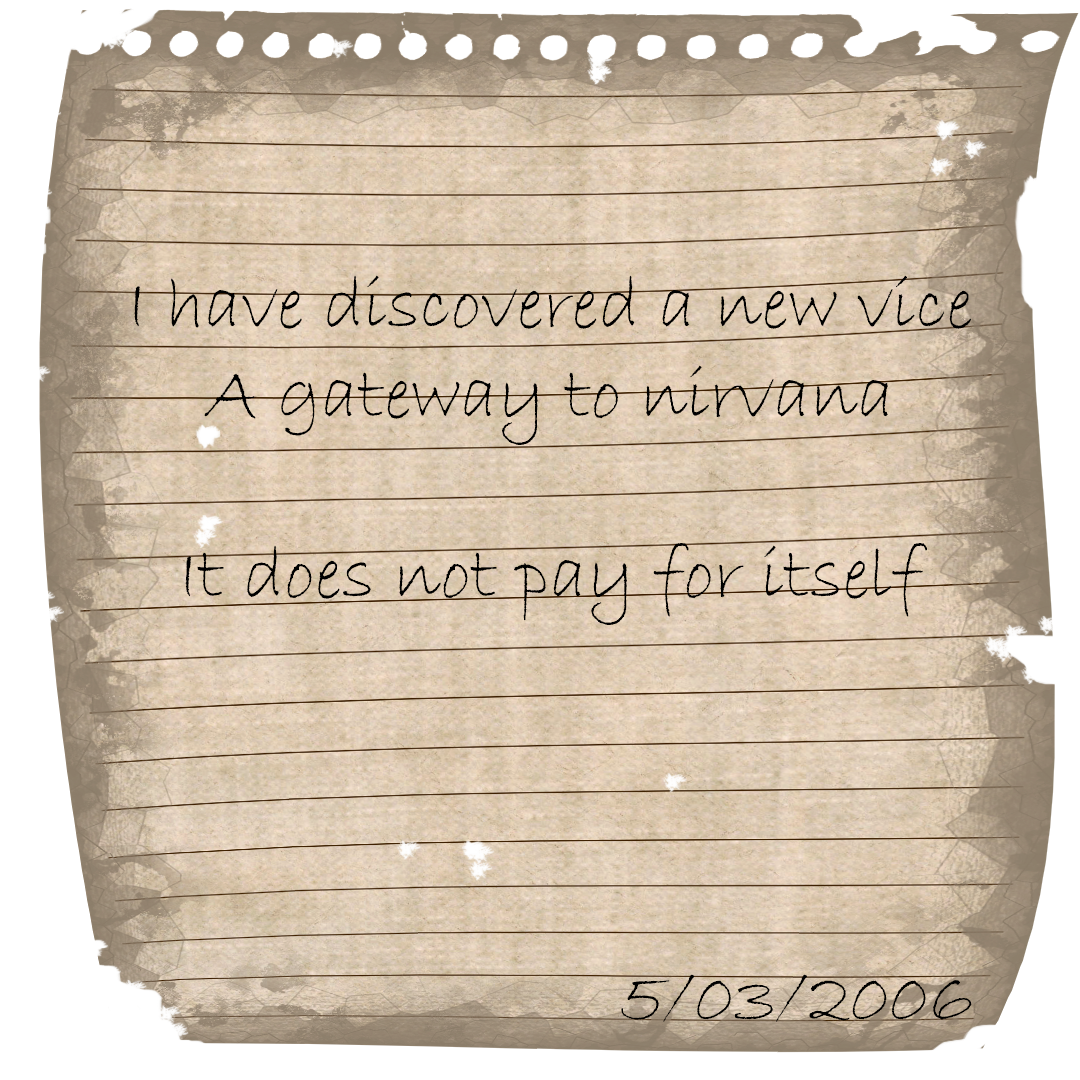 I have discovered a new vice
A gateway to nirvana
It does not pay for itself
5/03/2006